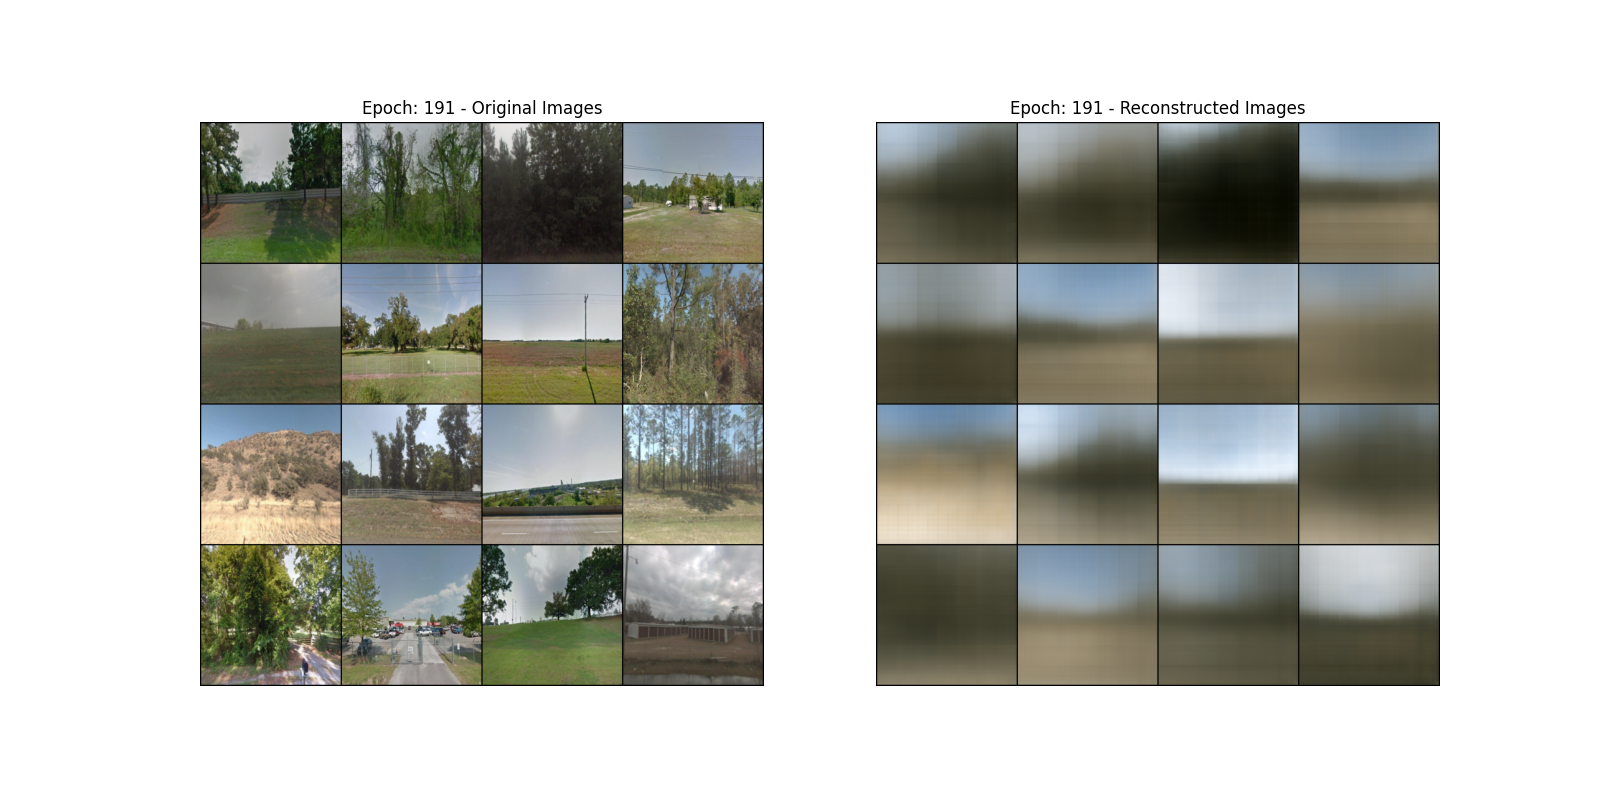 Epoch: 191 - Original Images
Epoch: 191 - Reconstructed Images